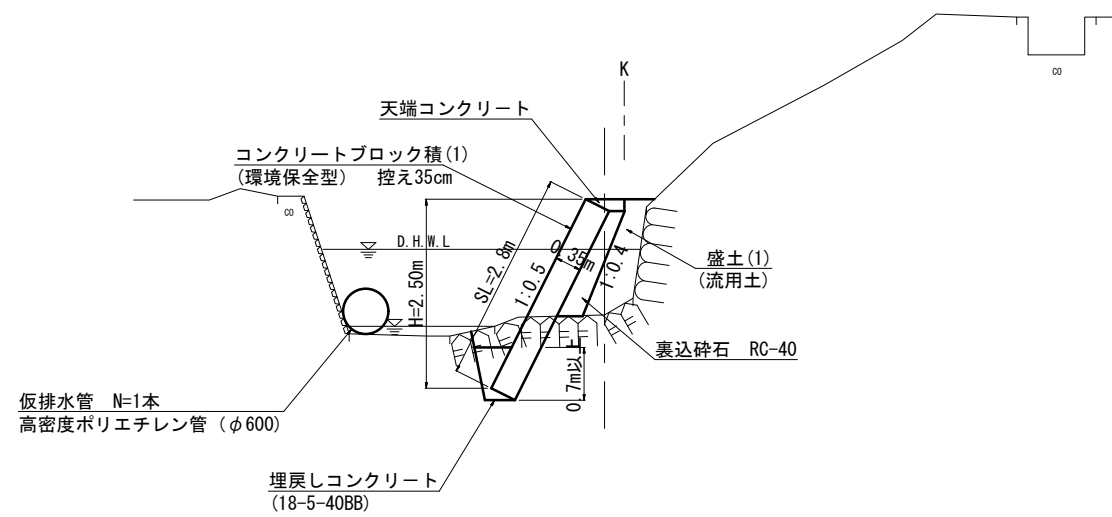 K
CO
天端コンクリート
コンクリートブロック積(1)
(環境保全型) 控え35cm
CO
D.H.W.L
H=2.50m
SL=2.8m
1:0.5
0.35m
1:0.4
盛土(1)
(流用土)
裏込砕石 RC-40
0.7m以上
仮排水管 N=1本
高密度ポリエチレン管(φ600)
埋戻しコンクリート
(18-5-40BB)